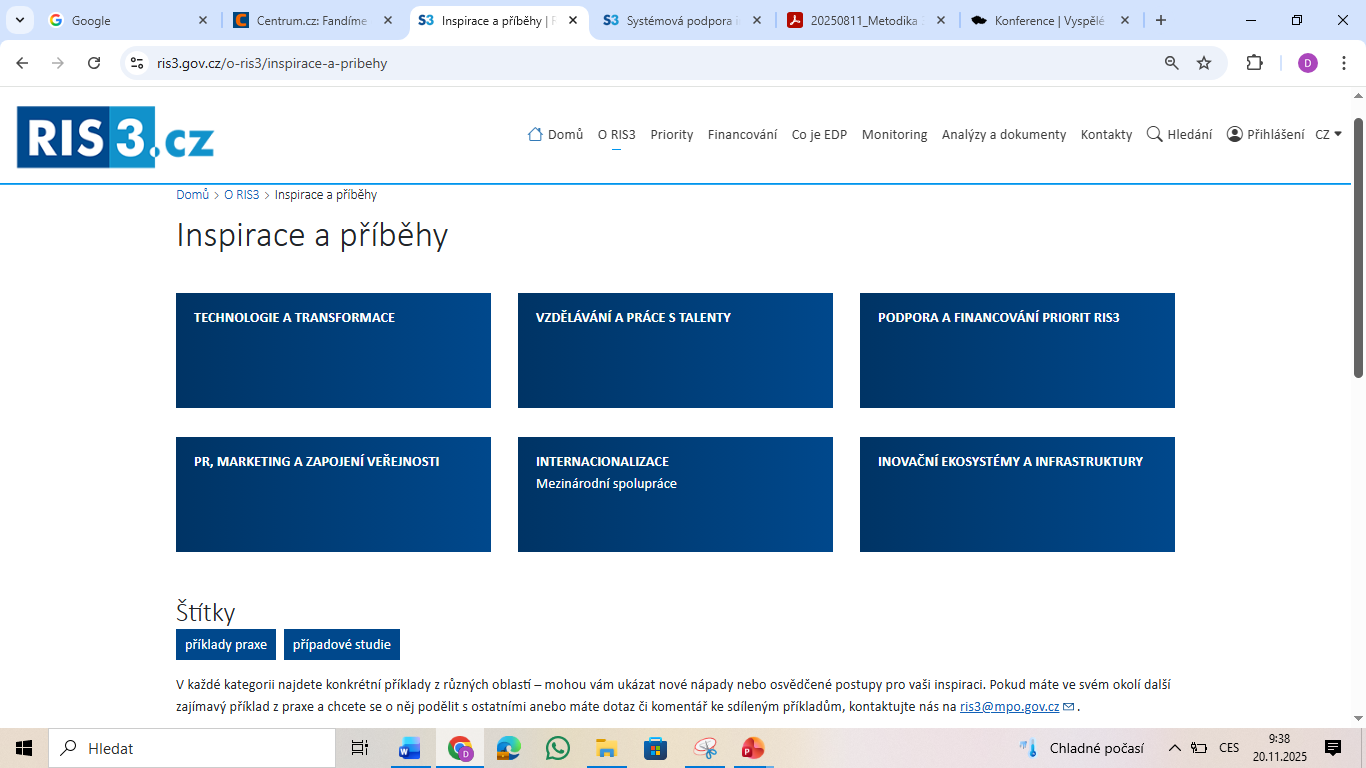 Google
Centrum.cz: Fandíme
Inspirace a příběhy | R
Systémová podpora i
20250811_Metodika
Konference | Vyspělé
ris3.gov.cz/o-ris3/inspirace-a-pribehy
D
RIS3.cz
Domů
O RIS3
Priority
Financování
Co je EDP
Monitoring
Analýzy a dokumenty
Kontakty
Hledání
Přihlášení
CZ
Domů > O RIS3 > Inspirace a příběhy
Inspirace a příběhy
TECHNOLOGIE A TRANSFORMACE
VZDĚLÁVÁNÍ A PRÁCE S TALENTY
PODPORA A FINANCOVÁNÍ PRIORIT RIS3
PR, MARKETING A ZAPOJENÍ VEŘEJNOSTI
INTERNACIONALIZACE
Mezinárodní spolupráce
INOVAČNÍ EKOSYSTÉMY A INFRASTRUKTURY
Štítky
příklady praxe
případové studie
V každé kategorii najdete konkrétní příklady z různých oblastí – mohou vám ukázat nové nápady nebo osvědčené postupy pro vaši inspiraci. Pokud máte ve svém okolí další
zajímavý příklad z praxe a chcete se o něj podělit s ostatními anebo máte dotaz či komentář ke sdíleným příkladům, kontaktujte nás na ris3@mpo.gov.cz .
Hledat
Chladné počasí
CES
9:38
20.11.2025